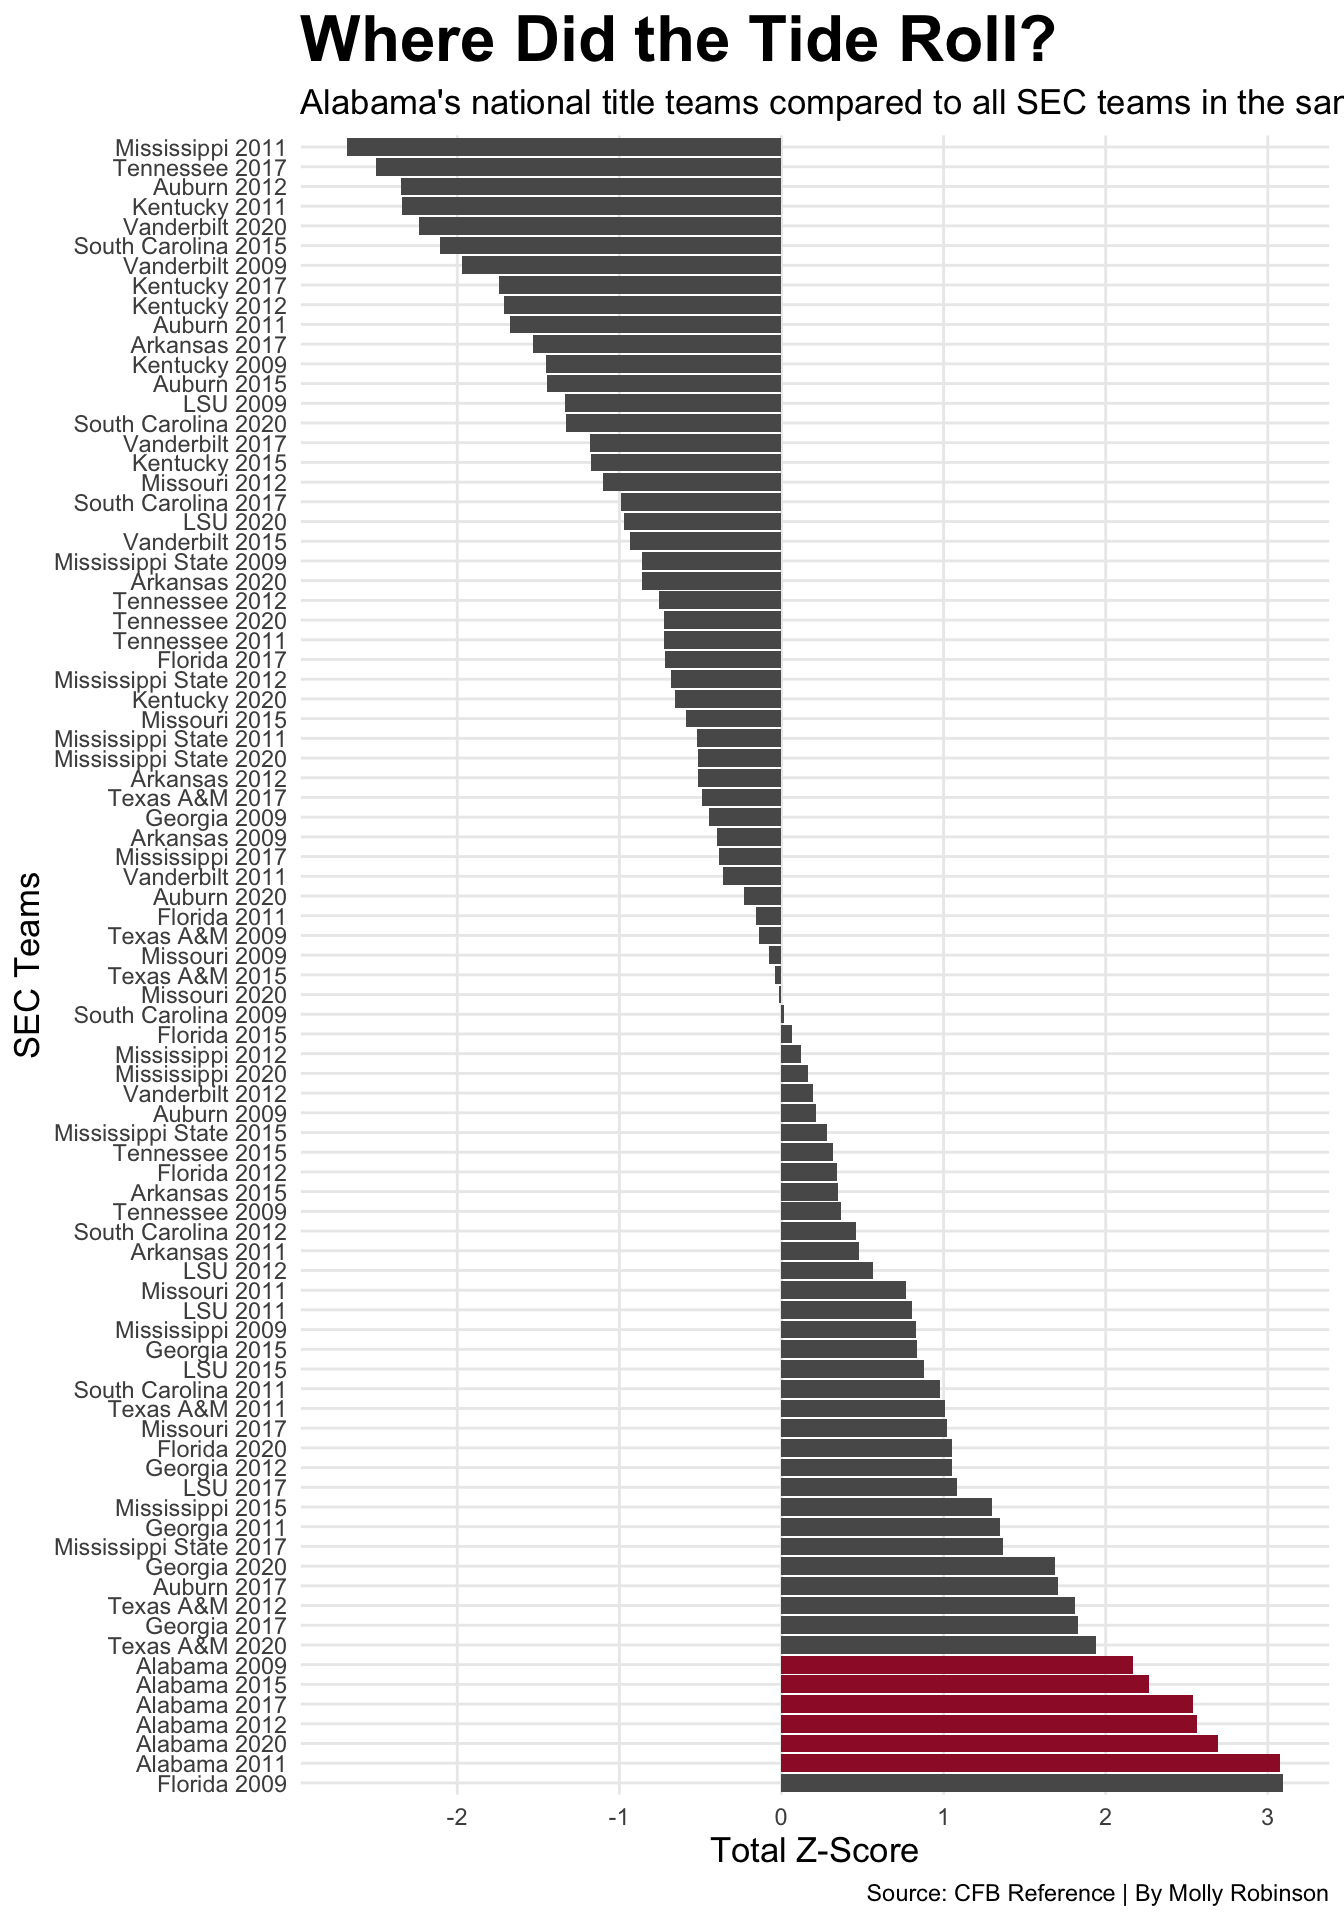 Where Did the Tide Roll?
Alabama's national title teams compared to all SEC teams in the sar
Mississippi 2011
Tennessee 2017
Auburn 2012
Kentucky 2011
Vanderbilt 2020
South Carolina 2015
Vanderbilt 2009
Kentucky 2017
Kentucky 2012
Auburn 2011
Arkansas 2017
Kentucky 2009
Auburn 2015
LSU 2009
South Carolina 2020
Vanderbilt 2017
Kentucky 2015
Missouri 2012
South Carolina 2017
LSU 2020
Vanderbilt 2015
Mississippi State 2009
Arkansas 2020
Tennessee 2012
Tennessee 2020
Tennessee 2011
Florida 2017
Mississippi State 2012
Kentucky 2020
Missouri 2015
Mississippi State 2011
Mississippi State 2020
Arkansas 2012
Texas A&M 2017
Georgia 2009
Arkansas 2009
Mississippi 2017
Vanderbilt 2011
Auburn 2020
Florida 2011
Texas A&M 2009
Missouri 2009
Texas A&M 2015
Missouri 2020
South Carolina 2009
Florida 2015
Mississippi 2012
Mississippi 2020
Vanderbilt 2012
Auburn 2009
Mississippi State 2015
Tennessee 2015
Florida 2012
Arkansas 2015
Tennessee 2009
South Carolina 2012
Arkansas 2011
LSU 2012
Missouri 2011
LSU 2011
Mississippi 2009
Georgia 2015
LSU 2015
South Carolina 2011
Texas A&M 2011
Missouri 2017
Florida 2020
Georgia 2012
LSU 2017
Mississippi 2015
Georgia 2011
Mississippi State 2017
Georgia 2020
Auburn 2017
Texas A&M 2012
Georgia 2017
Texas A&M 2020
Alabama 2009
Alabama 2015
Alabama 2017
Alabama 2012
Alabama 2020
Alabama 2011
Florida 2009
SEC Teams
-2 -1 0 1 2 3
Total Z-Score
Source: CFB Reference | By Molly Robinson